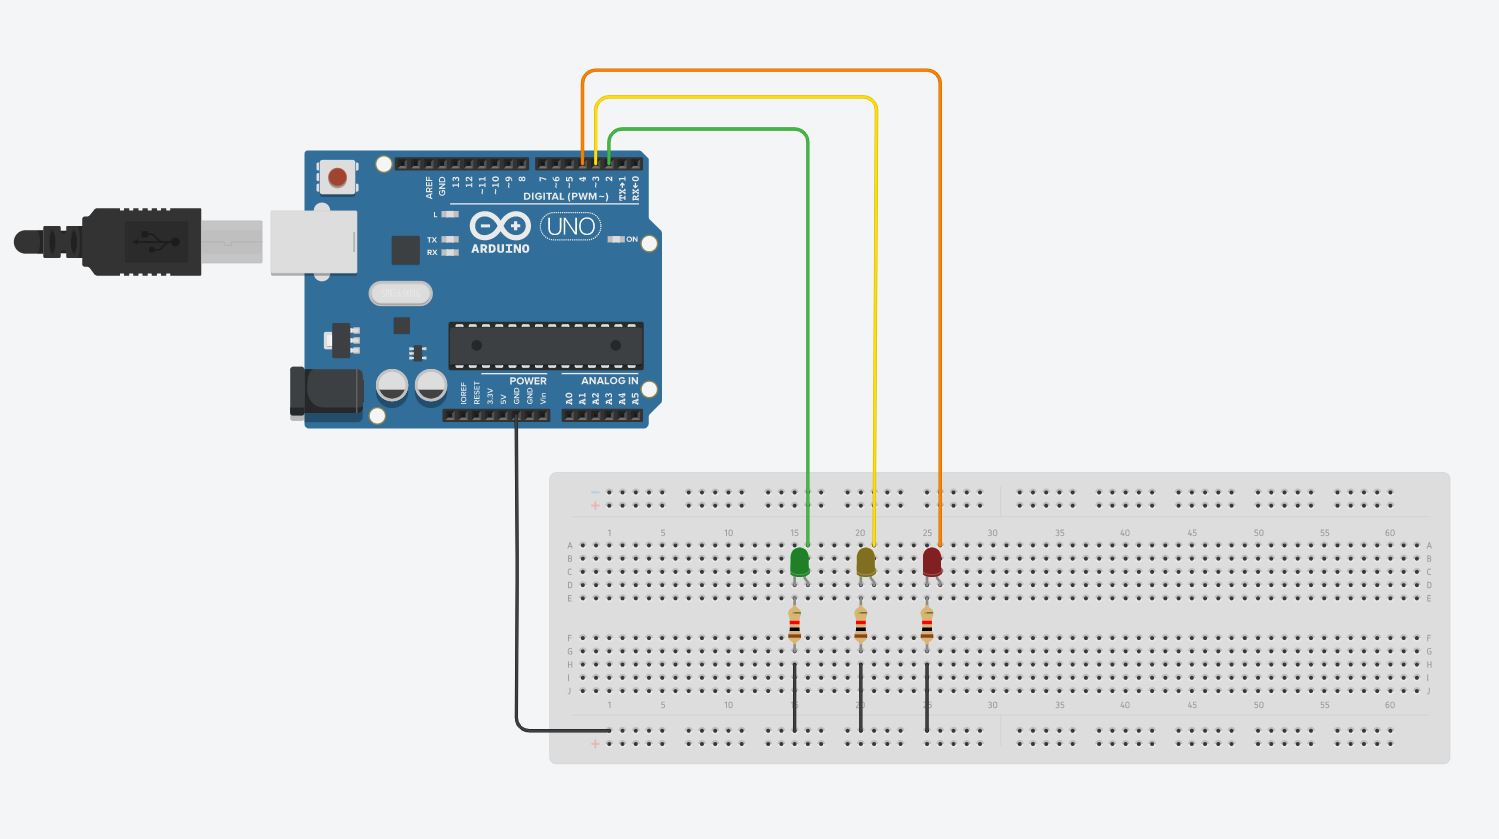 AREF
GND
13
12
~11
~10
~9
8
7
~6
~5
4
~3
2
TX→1
RX←0
DIGITAL (PWM~)
L
TX
RX
UNO
ARDUINO
ON
POWER
ANALOG IN
IOREF
RESET
3.3V
5V
GND
GND
Vin
A0
A1
A2
A3
A4
A5
− 
+
1 5 10 15 20 25 30 35 40 45 50 55 60
A A
B B
C C
D D
E E
F F
G G
H H
I I
J J
1 5 10 15 20 25 30 35 40 45 50 55 60
+